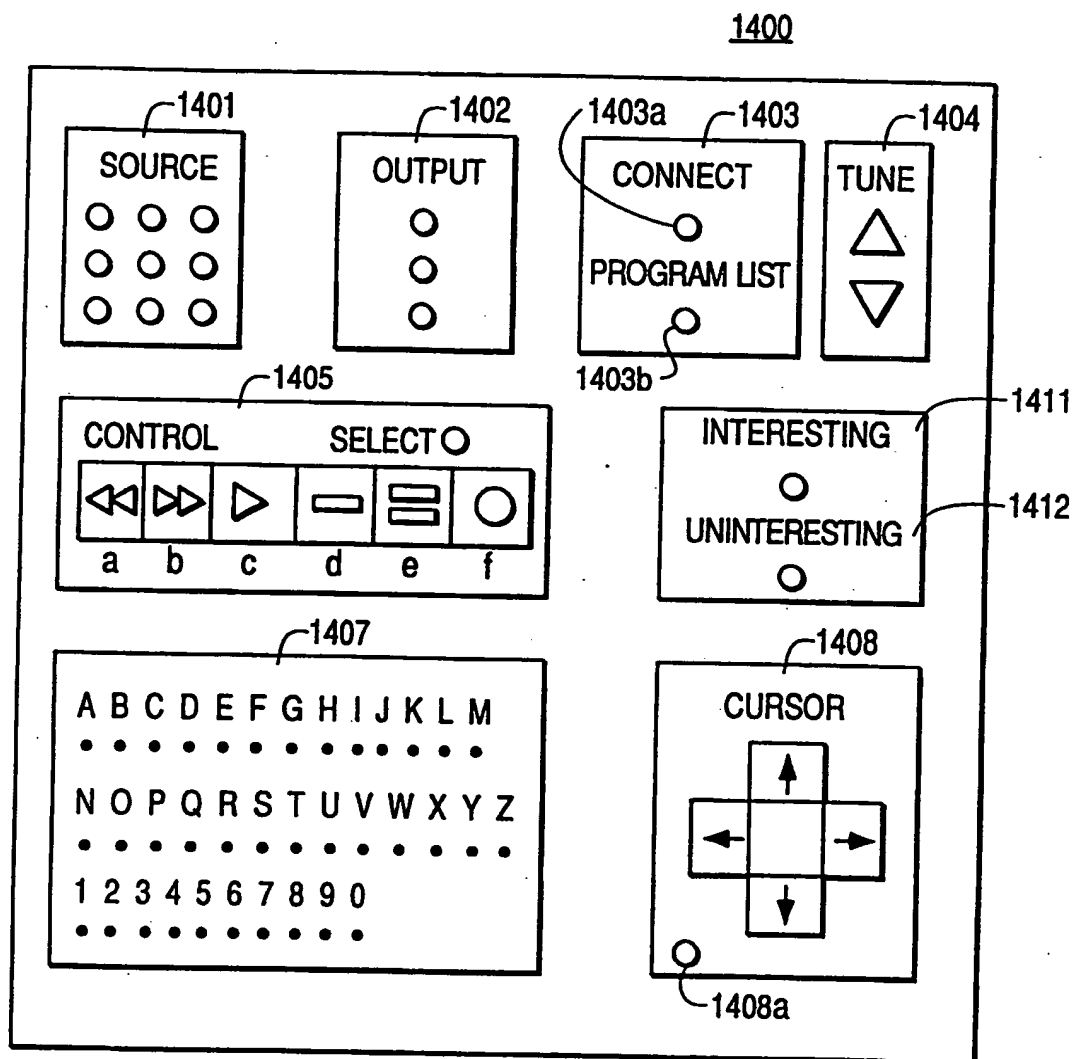 1400
1401
1402
1403a
1403
1404
SOURCE
OUTPUT
CONNECT
TUNE
PROGRAM LIST
1403b
1405
CONTROL SELECT
a b c d e f
1411
INTERESTING
1412
UNINTERESTING
1407
A B C D E F G H I J K L M
N O P Q R S T U V W X Y Z
1 2 3 4 5 6 7 8 9 0
1408
CURSOR
1408a